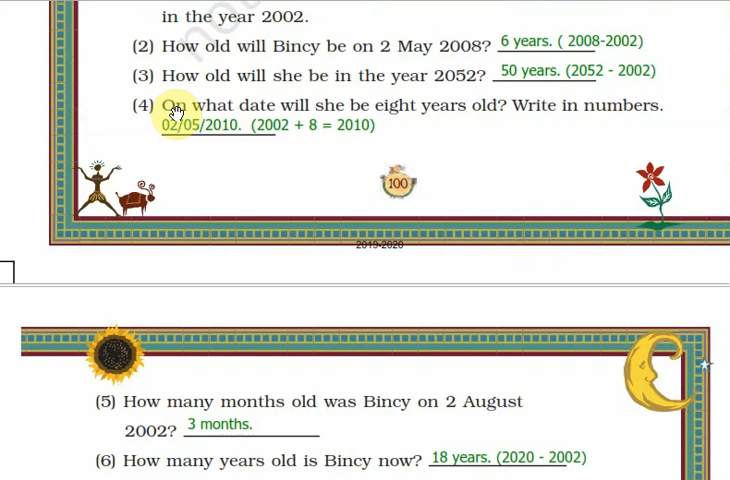 in the year 2002.
(2) How old will Bincy be on 2 May 2008? 6 years. ( 2008-2002)
(3) How old will she be in the year 2052? 50 years. (2052 - 2002)
(4) On what date will she be eight years old? Write in numbers.
02/05/2010. (2002 + 8 = 2010)
100
2019-2020
(5) How many months old was Bincy on 2 August
2002? 3 months.
(6) How many years old is Bincy now? 18 years. (2020 - 2002)